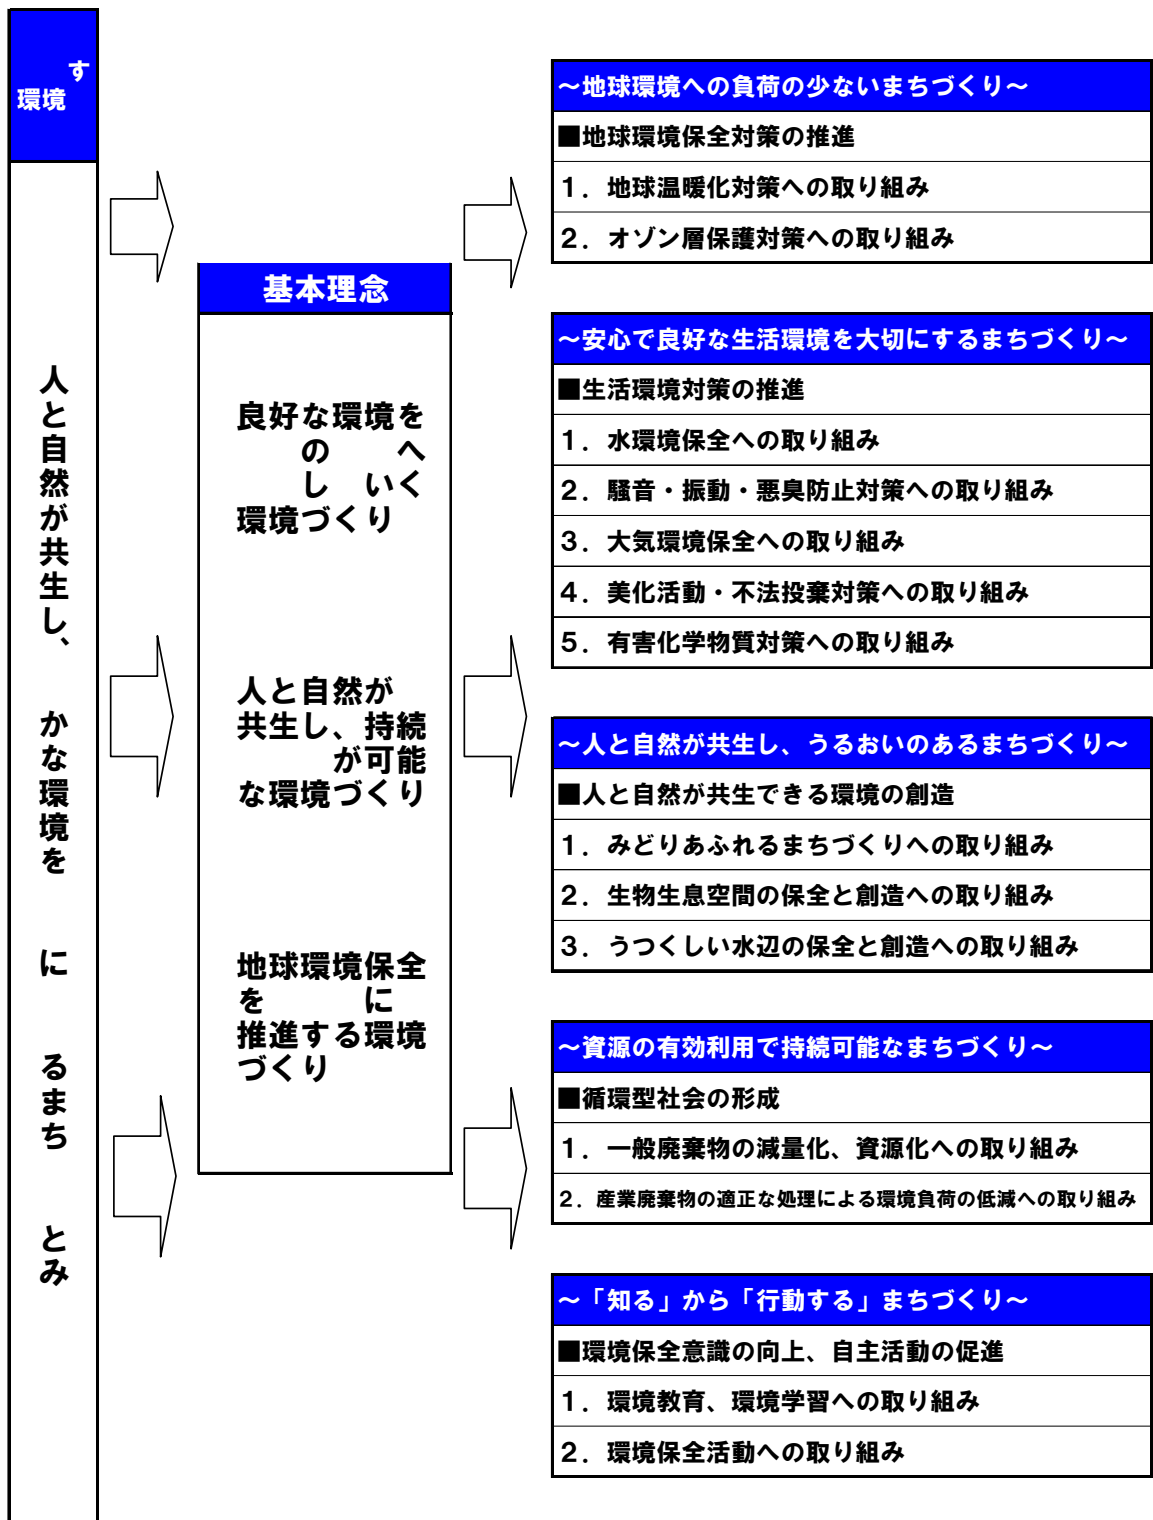 す
環境
人と自然が共生し、 かな環境を に るまち とみ
基本理念
良好な環境を
の へ
し いく
環境づくり
人と自然が
共生し、持続
が可能
な環境づくり
地球環境保全
を に
推進する環境
づくり
～地球環境への負荷の少ないまちづくり～
■地球環境保全対策の推進
１．地球温暖化対策への取り組み
２．オゾン層保護対策への取り組み
～安心で良好な生活環境を大切にするまちづくり～
■生活環境対策の推進
１．水環境保全への取り組み
２．騒音・振動・悪臭防止対策への取り組み
３．大気環境保全への取り組み
４．美化活動・不法投棄対策への取り組み
５．有害化学物質対策への取り組み
～人と自然が共生し、うるおいのあるまちづくり～
■人と自然が共生できる環境の創造
１．みどりあふれるまちづくりへの取り組み
２．生物生息空間の保全と創造への取り組み
３．うつくしい水辺の保全と創造への取り組み
～資源の有効利用で持続可能なまちづくり～
■循環型社会の形成
１．一般廃棄物の減量化、資源化への取り組み
２．産業廃棄物の適正な処理による環境負荷の低減への取り組み
～「知る」から「行動する」まちづくり～
■環境保全意識の向上、自主活動の促進
１．環境教育、環境学習への取り組み
２．環境保全活動への取り組み